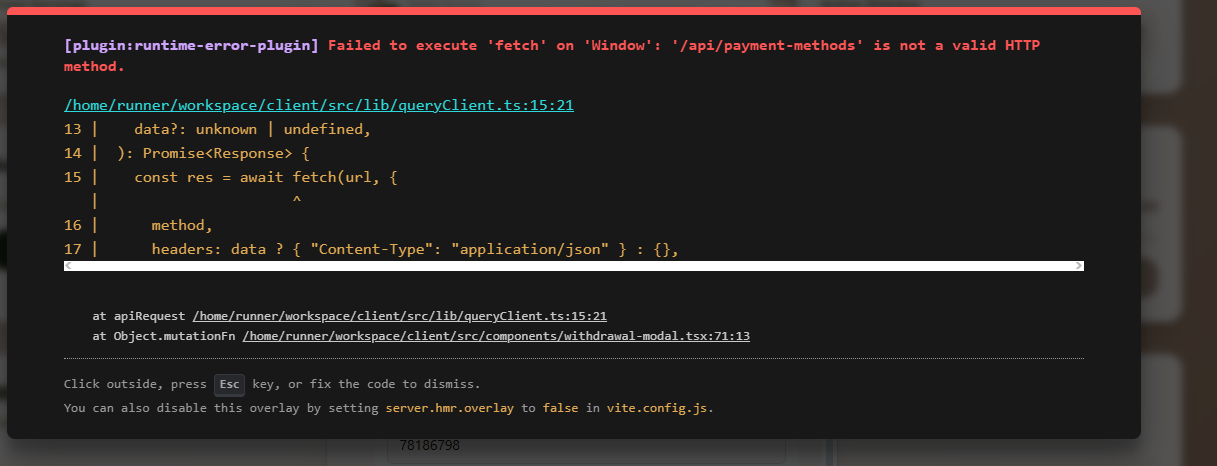 [plugin:runtime-error-plugin] Failed to execute 'fetch' on 'Window': '/api/payment-methods' is not a valid HTTP
method.
/home/runner/workspace/client/src/lib/queryClient.ts:15:21
13 |    data?: unknown | undefined,
14 |  ): Promise<Response> {
15 |    const res = await fetch(url, {
   |                      ^
16 |      method,
17 |      headers: data ? { "Content-Type": "application/json" } : {},
at apiRequest /home/runner/workspace/client/src/lib/queryClient.ts:15:21
at Object.mutationFn /home/runner/workspace/client/src/components/withdrawal-modal.tsx:71:13
Click outside, press Esc key, or fix the code to dismiss.
You can also disable this overlay by setting server.hmr.overlay to false in vite.config.js.
78186798